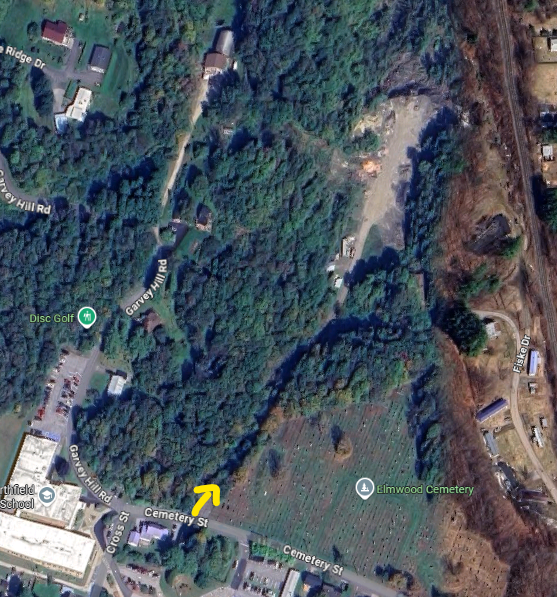 e Ridge Dr
Garvey Hill Rd
Garvey Hill Rd
Disc Golf
Fiske Dr
Garvey Hill Rd
rthfield
School
Elmwood Cemetery
Cemetery St
Cross St
Cemetery St